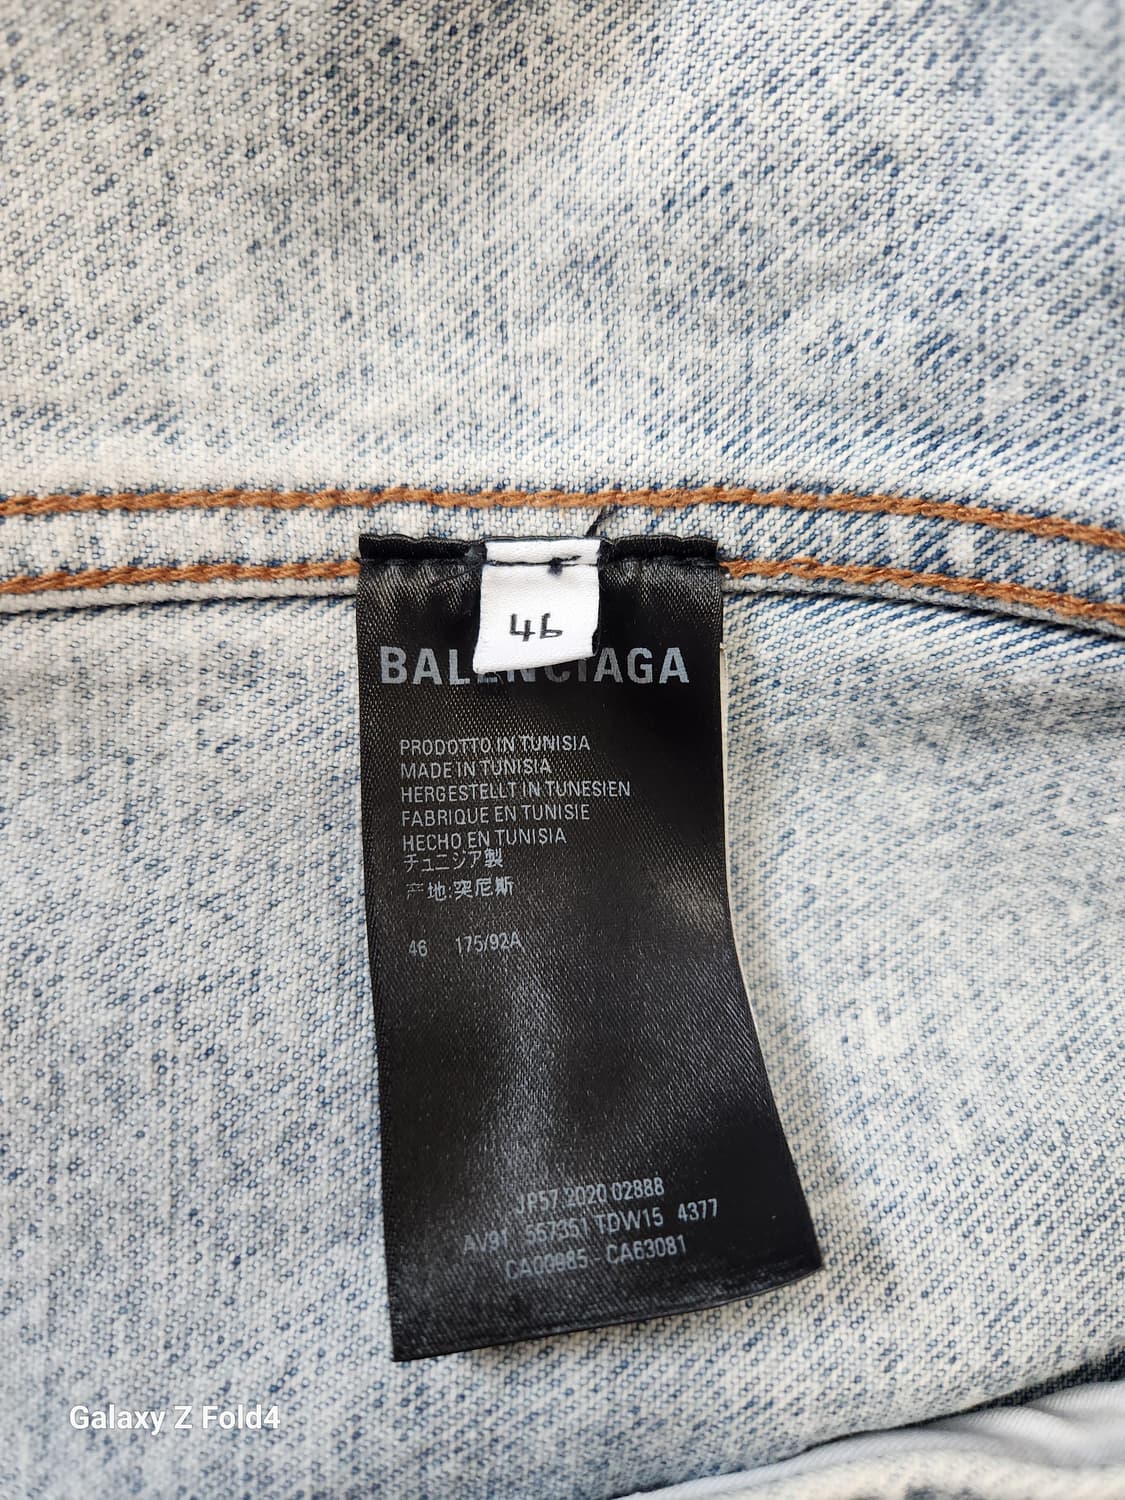 46
BALENCIAGA
PRODOTTO IN TUNISIA
MADE IN TUNISIA
HERGESTELLT IN TUNESIEN
FABRIQUE EN TUNISIE
HECHO EN TUNISIA
チュニジア製
产地:突尼斯
46 175/92A
JP57 2020 02888
AV91 557351 TDW15 4377
CA00985 - CA63081
Galaxy Z Fold4